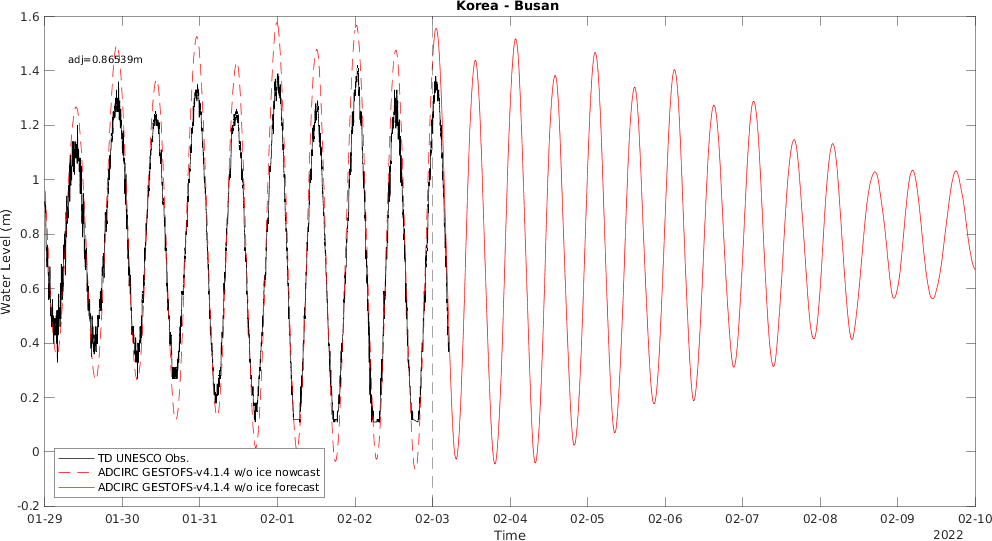 Korea - Busan
1.6
1.4
1.2
1
0.8
0.6
0.4
0.2
0
-0.2
Water Level (m)
adj=0.86539m
TD UNESCO Obs.
ADCIRC GESTOFS-v4.1.4 w/o ice nowcast
ADCIRC GESTOFS-v4.1.4 w/o ice forecast
01-29 01-30 01-31 02-01 02-02 02-03 02-04 02-05 02-06 02-07 02-08 02-09 02-10
Time
2022